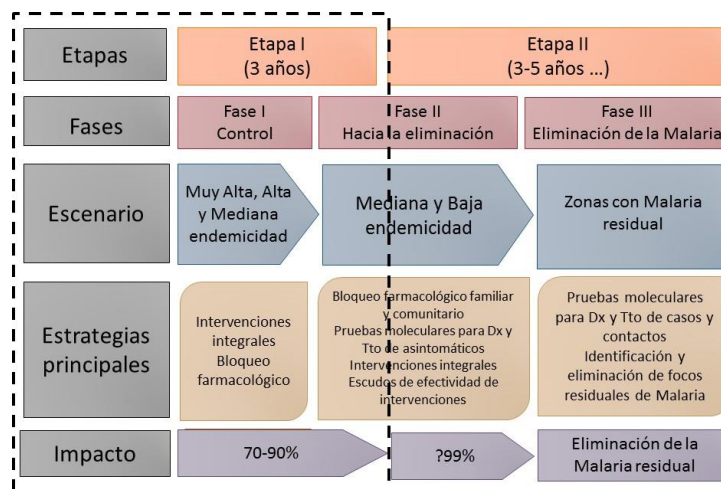 Etapas
Etapa I
(3 años)
Etapa II
(3-5 años ...)
Fases
Fase I
Control
Fase II
Hacia la eliminación
Fase III
Eliminación de la Malaria
Escenario
Muy Alta, Alta
y Mediana
endemicidad
Mediana y Baja
endemicidad
Zonas con Malaria
residual
Estrategias
principales
Intervenciones
integrales
Bloqueo
farmacológico
Bloqueo farmacológico familiar
y comunitario
Pruebas moleculares para Dx y
Tto de asintomáticos
Intervenciones integrales
Escudos de efectividad de
intervenciones
Pruebas moleculares
para Dx y Tto de casos y
contactos
Identificación y
eliminación de focos
residuales de Malaria
Impacto
70-90%
?99%
Eliminación de la
Malaria residual